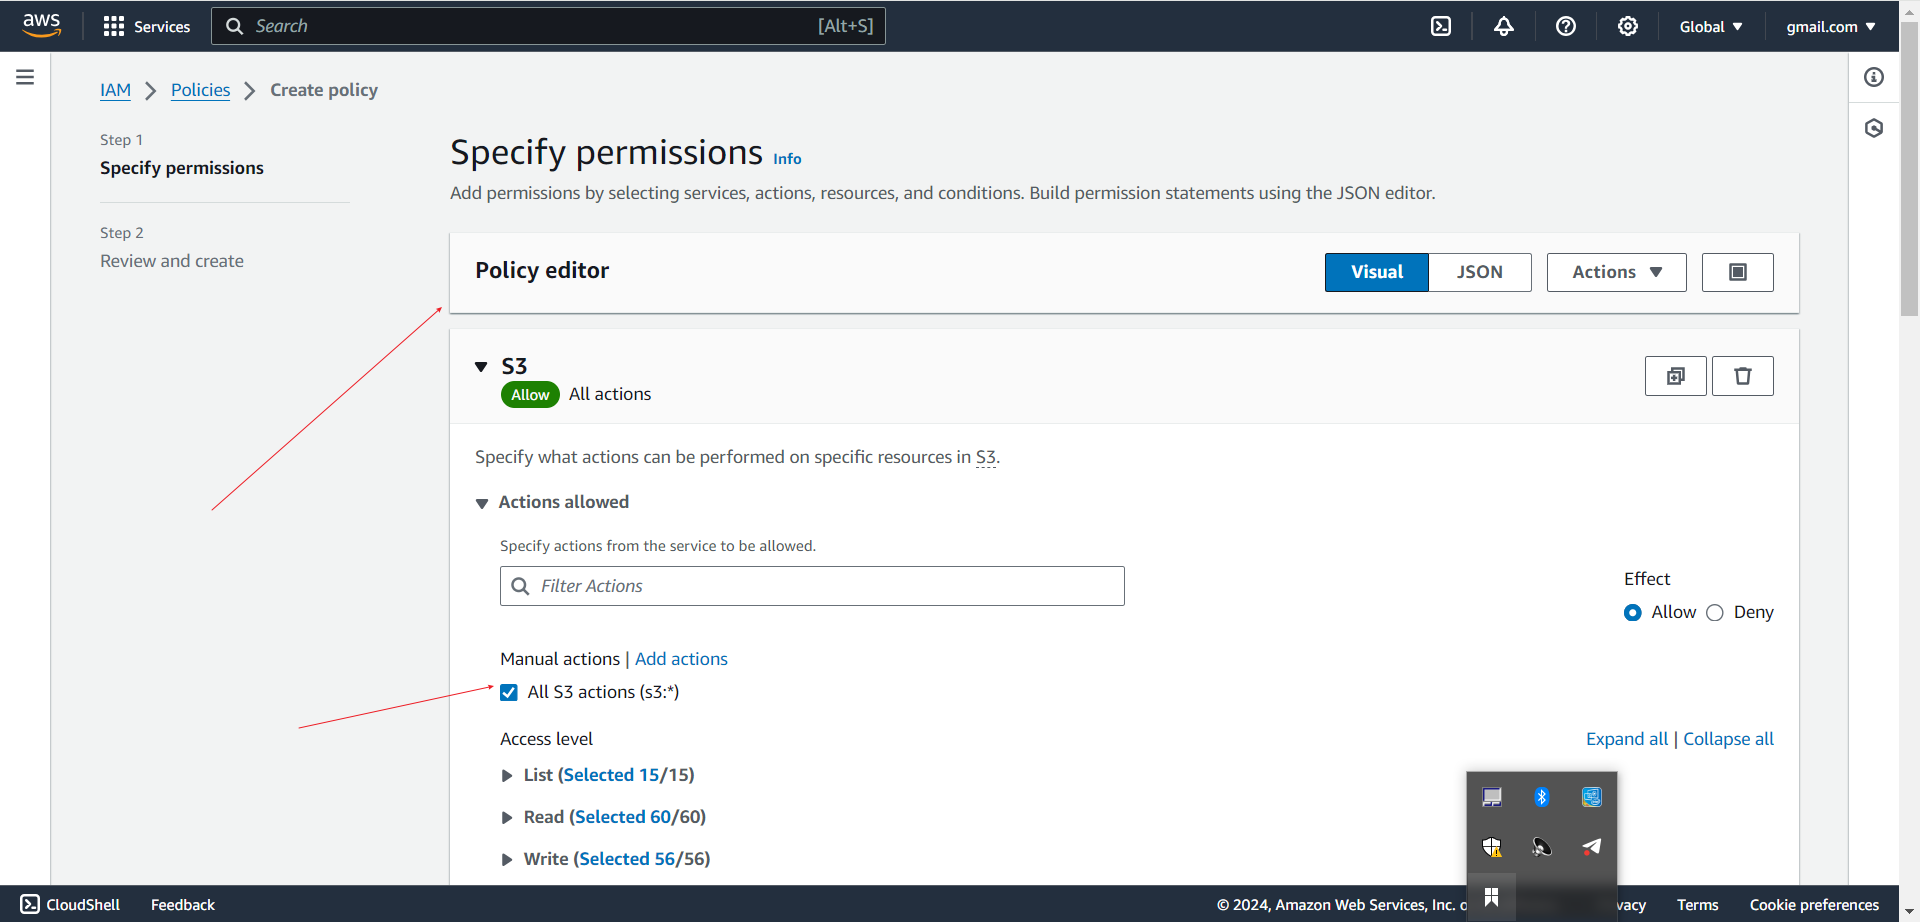 aws Services Search [Alt+S] Global gmail.com
IAM Policies Create policy
Step 1
Specify permissions
Step 2
Review and create
Specify permissions Info
Add permissions by selecting services, actions, resources, and conditions. Build permission statements using the JSON editor.
Policy editor Visual JSON Actions
S3
Allow All actions
Specify what actions can be performed on specific resources in S3.
Actions allowed
Specify actions from the service to be allowed.
Filter Actions
Effect
Allow Deny
Manual actions | Add actions
All S3 actions (s3:*)
Access level Expand all | Collapse all
List (Selected 15/15)
Read (Selected 60/60)
Write (Selected 56/56)
CloudShell Feedback © 2024, Amazon Web Services, Inc. Terms Cookie preferences